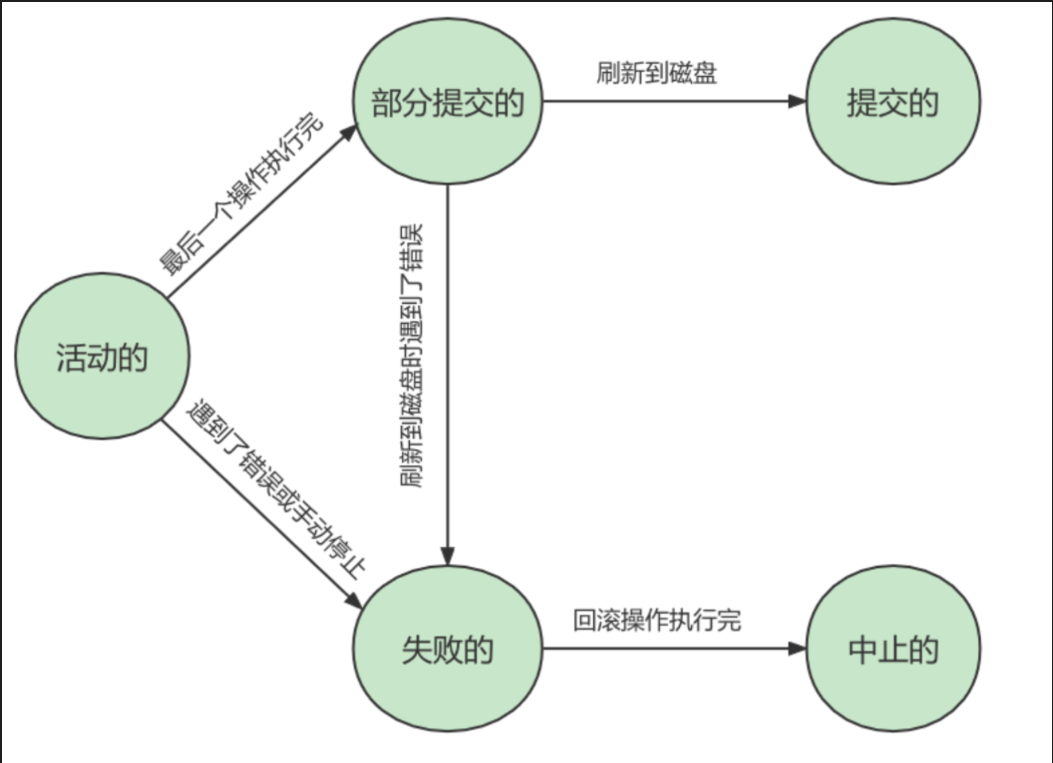 部分提交的
刷新到磁盘
提交的
最后一个操作执行完
刷新到磁盘时遇到了错误
活动的
遇到了错误或手动停止
失败的
回滚操作执行完
中止的